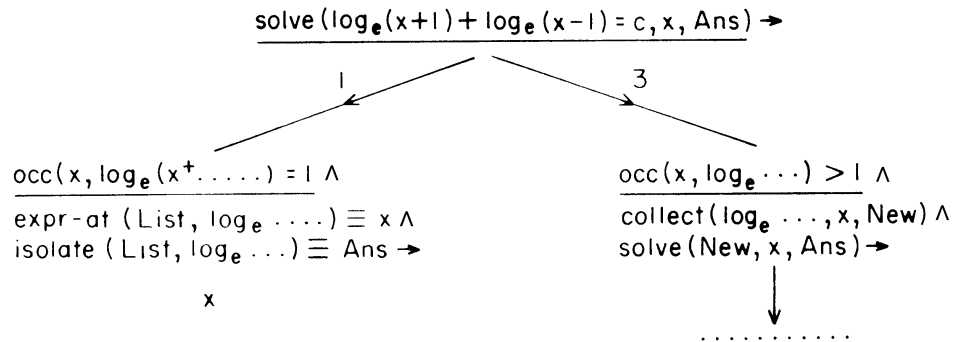 solve(logₑ(x+1)+logₑ(x-1)=c, x, Ans)→
1
3
occ(x, logₑ(x⁺.....)=1 ∧
expr-at (List, logₑ ....) ≡ x ∧
isolate (List, logₑ ...) ≡ Ans →
x
occ(x, logₑ ...) > 1 ∧
collect(logₑ ..., x, New) ∧
solve(New, x, Ans)→
...........